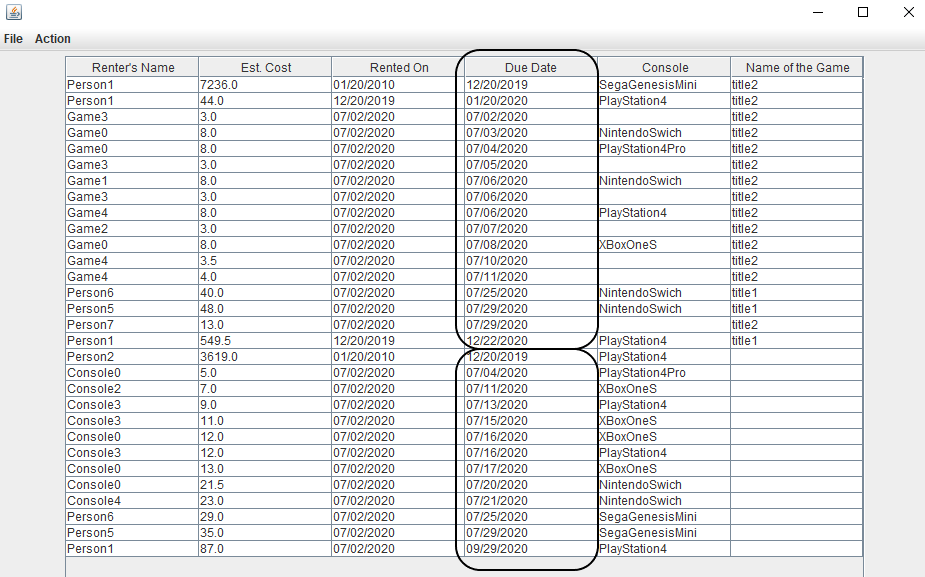 File Action
Renter's Name Est. Cost Rented On Due Date Console Name of the Game
Person1 7236.0 01/20/2010 12/20/2019 SegaGenesisMini title2
Person1 44.0 12/20/2019 01/20/2020 PlayStation4 title2
Game3 3.0 07/02/2020 07/02/2020 title2
Game0 8.0 07/02/2020 07/03/2020 NintendoSwich title2
Game0 8.0 07/02/2020 07/04/2020 PlayStation4Pro title2
Game3 3.0 07/02/2020 07/05/2020 title2
Game1 8.0 07/02/2020 07/06/2020 NintendoSwich title2
Game3 3.0 07/02/2020 07/06/2020 title2
Game4 8.0 07/02/2020 07/06/2020 PlayStation4 title2
Game2 3.0 07/02/2020 07/07/2020 title2
Game0 8.0 07/02/2020 07/08/2020 XBoxOneS title2
Game4 3.5 07/02/2020 07/10/2020 title2
Game4 4.0 07/02/2020 07/11/2020 title2
Person6 40.0 07/02/2020 07/25/2020 NintendoSwich title1
Person5 48.0 07/02/2020 07/29/2020 NintendoSwich title1
Person7 13.0 07/02/2020 07/29/2020 title2
Person1 549.5 12/20/2019 12/22/2020 PlayStation4 title1
Person2 3619.0 01/20/2010 12/20/2019 PlayStation4
Console0 5.0 07/02/2020 07/04/2020 PlayStation4Pro
Console2 7.0 07/02/2020 07/11/2020 XBoxOneS
Console3 9.0 07/02/2020 07/13/2020 PlayStation4
Console3 11.0 07/02/2020 07/15/2020 XBoxOneS
Console0 12.0 07/02/2020 07/16/2020 XBoxOneS
Console3 12.0 07/02/2020 07/16/2020 PlayStation4
Console0 13.0 07/02/2020 07/17/2020 XBoxOneS
Console0 21.5 07/02/2020 07/20/2020 NintendoSwich
Console4 23.0 07/02/2020 07/21/2020 NintendoSwich
Person6 29.0 07/02/2020 07/25/2020 SegaGenesisMini
Person5 35.0 07/02/2020 07/29/2020 SegaGenesisMini
Person1 87.0 07/02/2020 09/29/2020 PlayStation4